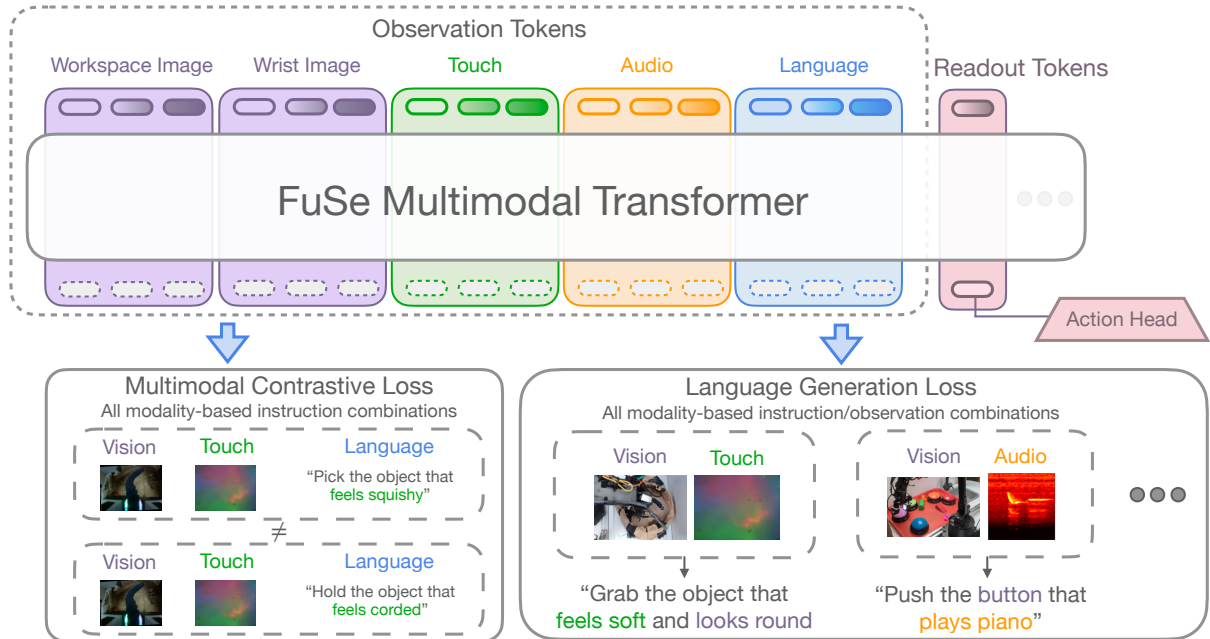 Observation Tokens
Workspace Image
Wrist Image
Touch
Audio
Language
Readout Tokens
FuSe Multimodal Transformer
Action Head
Multimodal Contrastive Loss
All modality-based instruction combinations
Vision
Touch
Language
“Pick the object that
feels squishy”
≠
Vision
Touch
Language
“Hold the object that
feels corded”
Language Generation Loss
All modality-based instruction/observation combinations
Vision
Touch
“Grab the object that
feels soft and looks round
Vision
Audio
“Push the button that
plays piano”